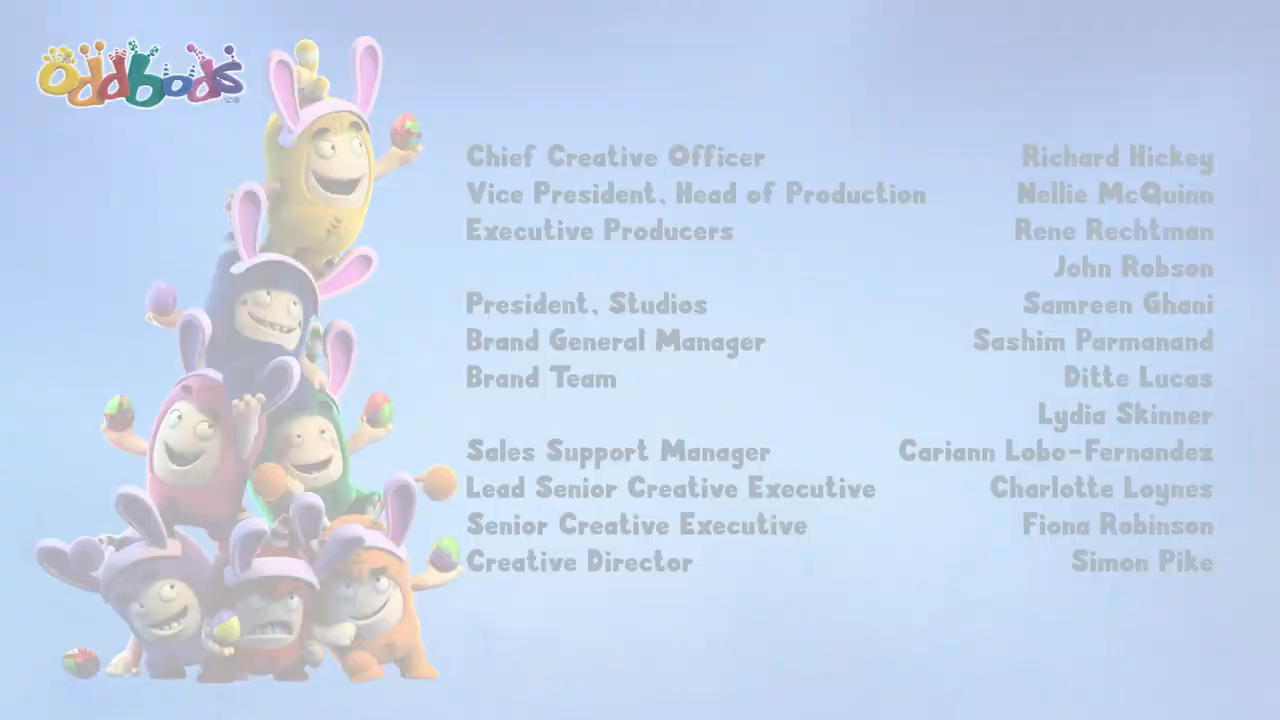 Oddbods
Chief Creative Officer Richard Hickey
Vice President, Head of Production Nellie McQuinn
Executive Producers Rene Rechtman
John Robson
President, Studios Samreen Ghani
Brand General Manager Sashim Parmanand
Brand Team Ditte Lucas
Lydia Skinner
Sales Support Manager Cariann Lobo-Fernandez
Lead Senior Creative Executive Charlotte Loynes
Senior Creative Executive Fiona Robinson
Creative Director Simon Pike